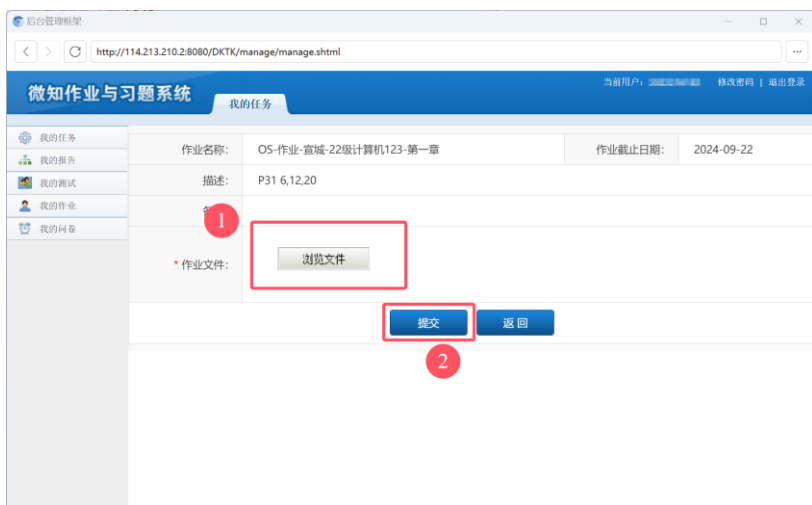 后台管理框架
http://114.213.210.2:8080/DKTK/manage/manage.shtml
微知作业与习题系统
我的任务
当前用户:
修改密码 | 退出登录
我的任务
我的报告
我的测试
我的作业
我的问卷
作业名称: OS-作业-宣城-22级计算机123-第一章 作业截止日期: 2024-09-22
描述: P31 6,12,20
1
* 作业文件: 浏览文件
提交 返回
2